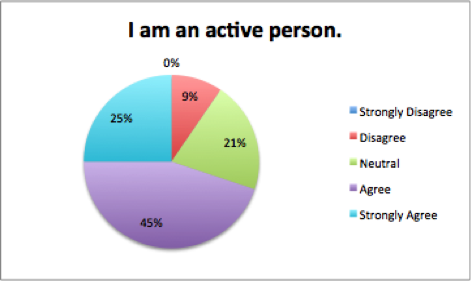 I am an active person.
0%
9%
25%
21%
45%
Strongly Disagree
Disagree
Neutral
Agree
Strongly Agree